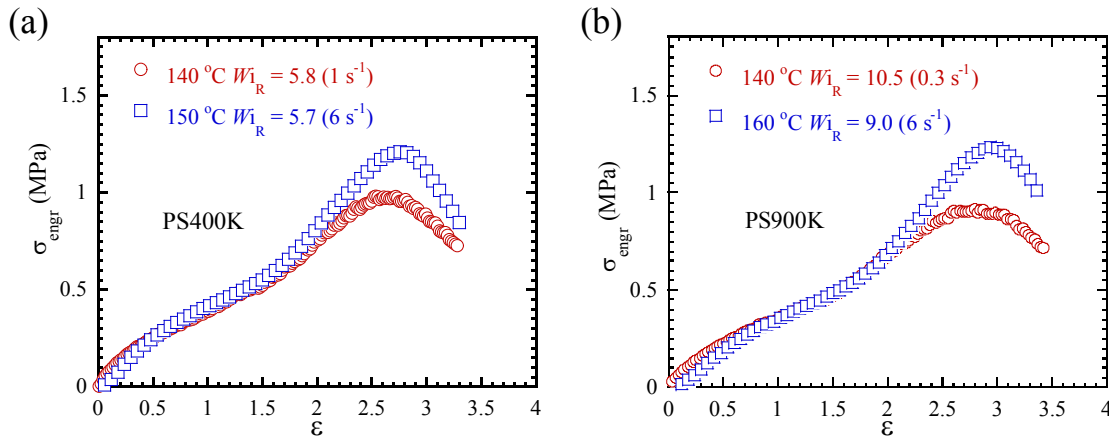 (a)
140 °C Wi_R = 5.8 (1 s⁻¹)
150 °C Wi_R = 5.7 (6 s⁻¹)
PS400K
σ_engr (MPa)
1.5
1
0.5
0
0 0.5 1 1.5 2 2.5 3 3.5 4
ε
(b)
140 °C Wi_R = 10.5 (0.3 s⁻¹)
160 °C Wi_R = 9.0 (6 s⁻¹)
PS900K
σ_engr (MPa)
1.5
1
0.5
0
0 0.5 1 1.5 2 2.5 3 3.5 4
ε